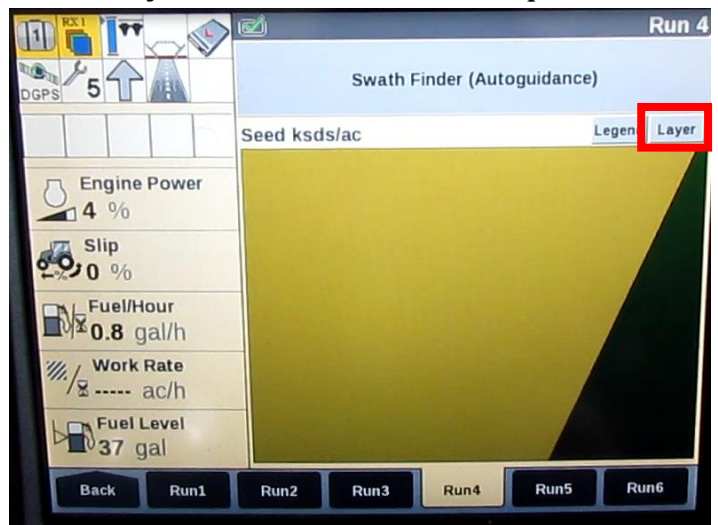 1
RX 1
Run 4
DGPS
5
Swath Finder (Autoguidance)
Seed ksds/ac
Legend
Layer
Engine Power
4 %
Slip
0 %
Fuel/Hour
0.8 gal/h
Work Rate
----- ac/h
Fuel Level
37 gal
Back
Run1
Run2
Run3
Run4
Run5
Run6